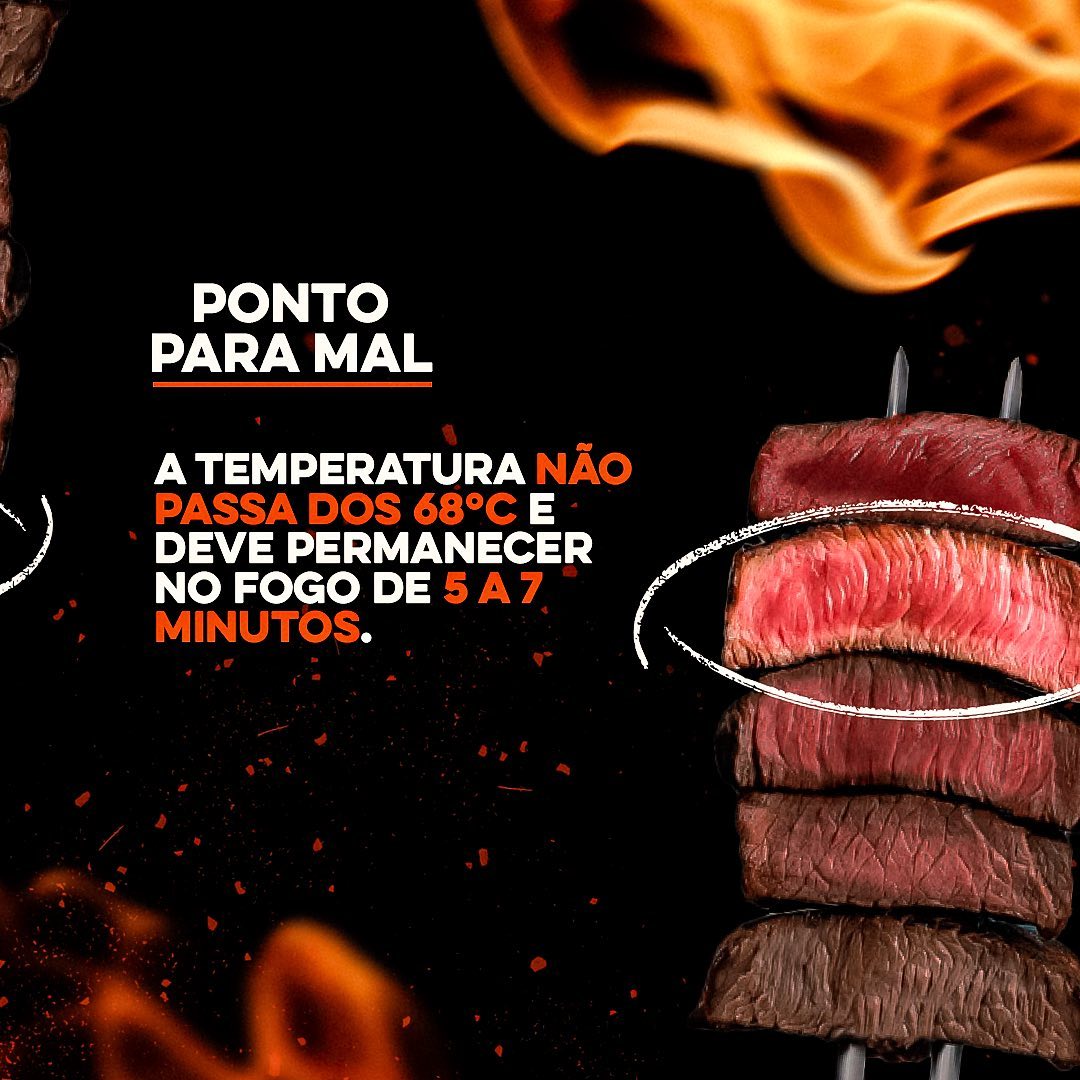 PONTO
PARA MAL
A TEMPERATURA NÃO
PASSA DOS 68°C E
DEVE PERMANECER
NO FOGO DE 5 A 7
MINUTOS.